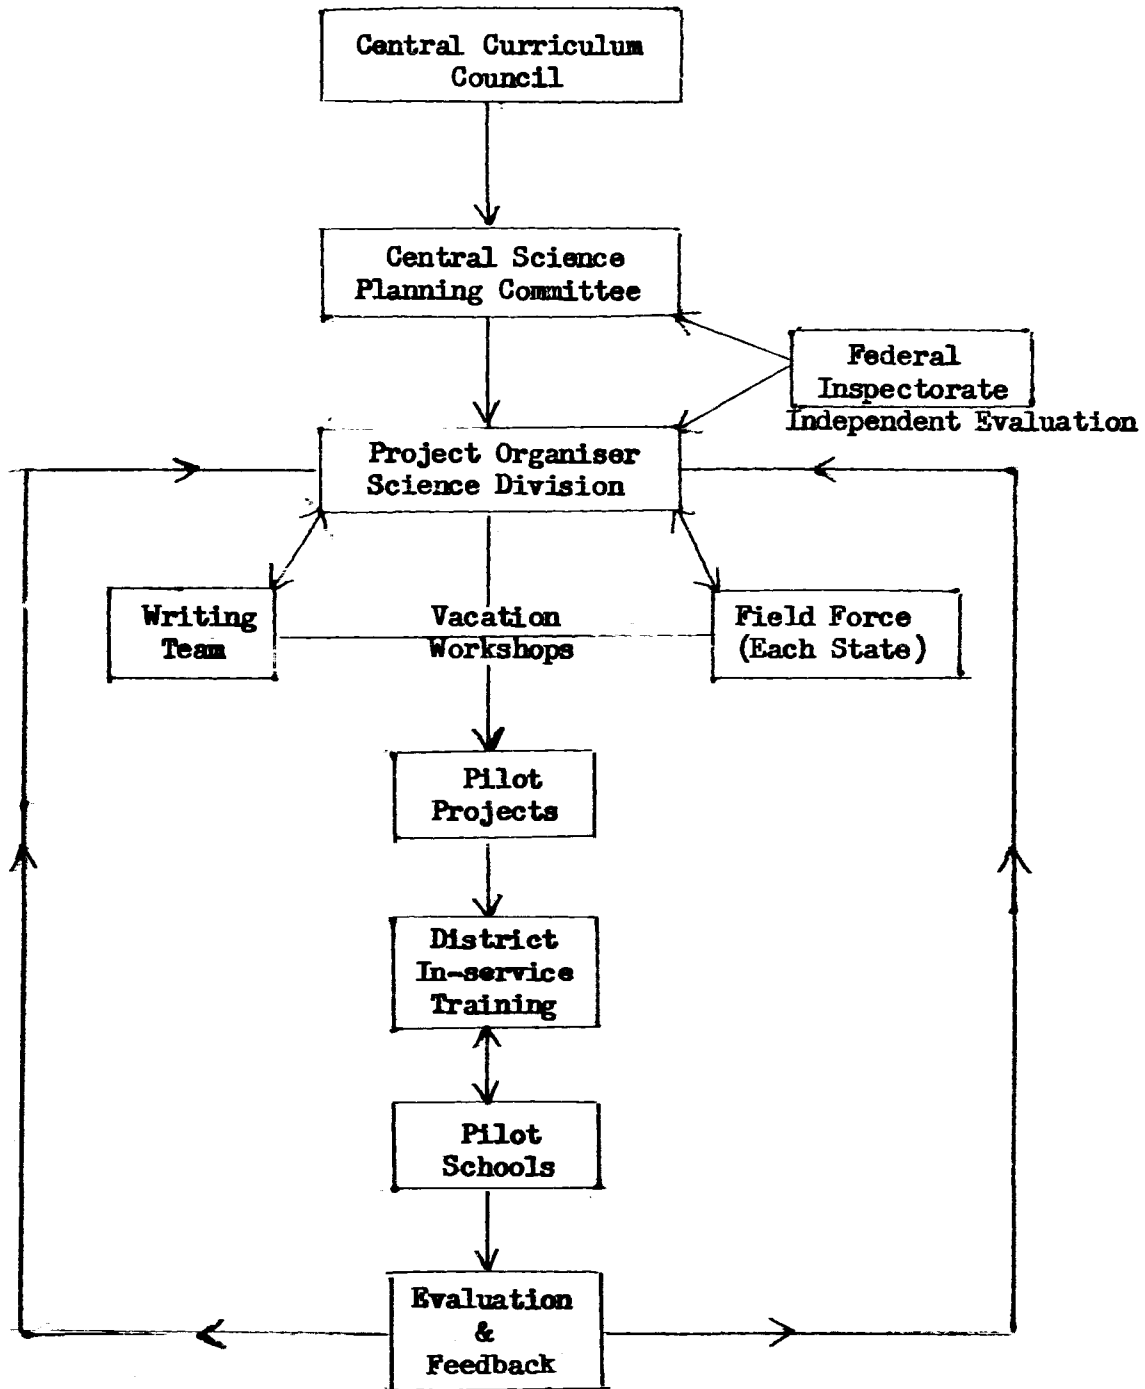 Central Curriculum
Council
Central Science
Planning Committee
Federal
Inspectorate
Independent Evaluation
Project Organiser
Science Division
Writing
Team
Vacation
Workshops
Field Force
(Each State)
Pilot
Projects
District
In-service
Training
Pilot
Schools
Evaluation
&
Feedback